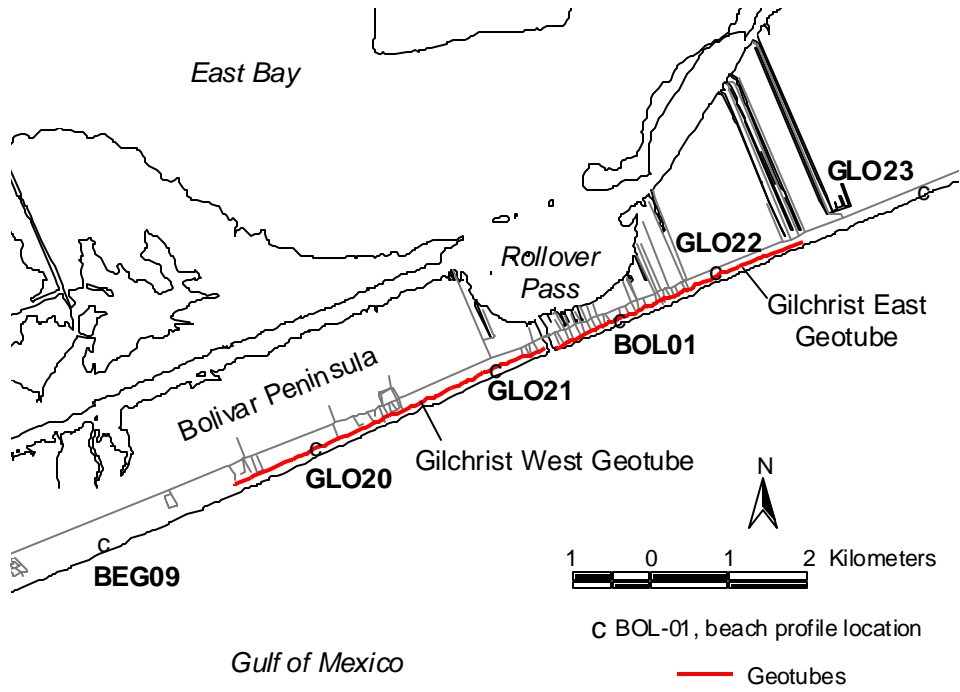 East Bay
GLO23
Rollover
Pass
GLO22
Gilchrist East
Geotube
BOL01
GLO21
Bolivar Peninsula
Gilchrist West Geotube
GLO20
BEG09
N
1 0 1 2 Kilometers
c BOL-01, beach profile location
Gulf of Mexico
Geotubes
c
c
c
c
c
c